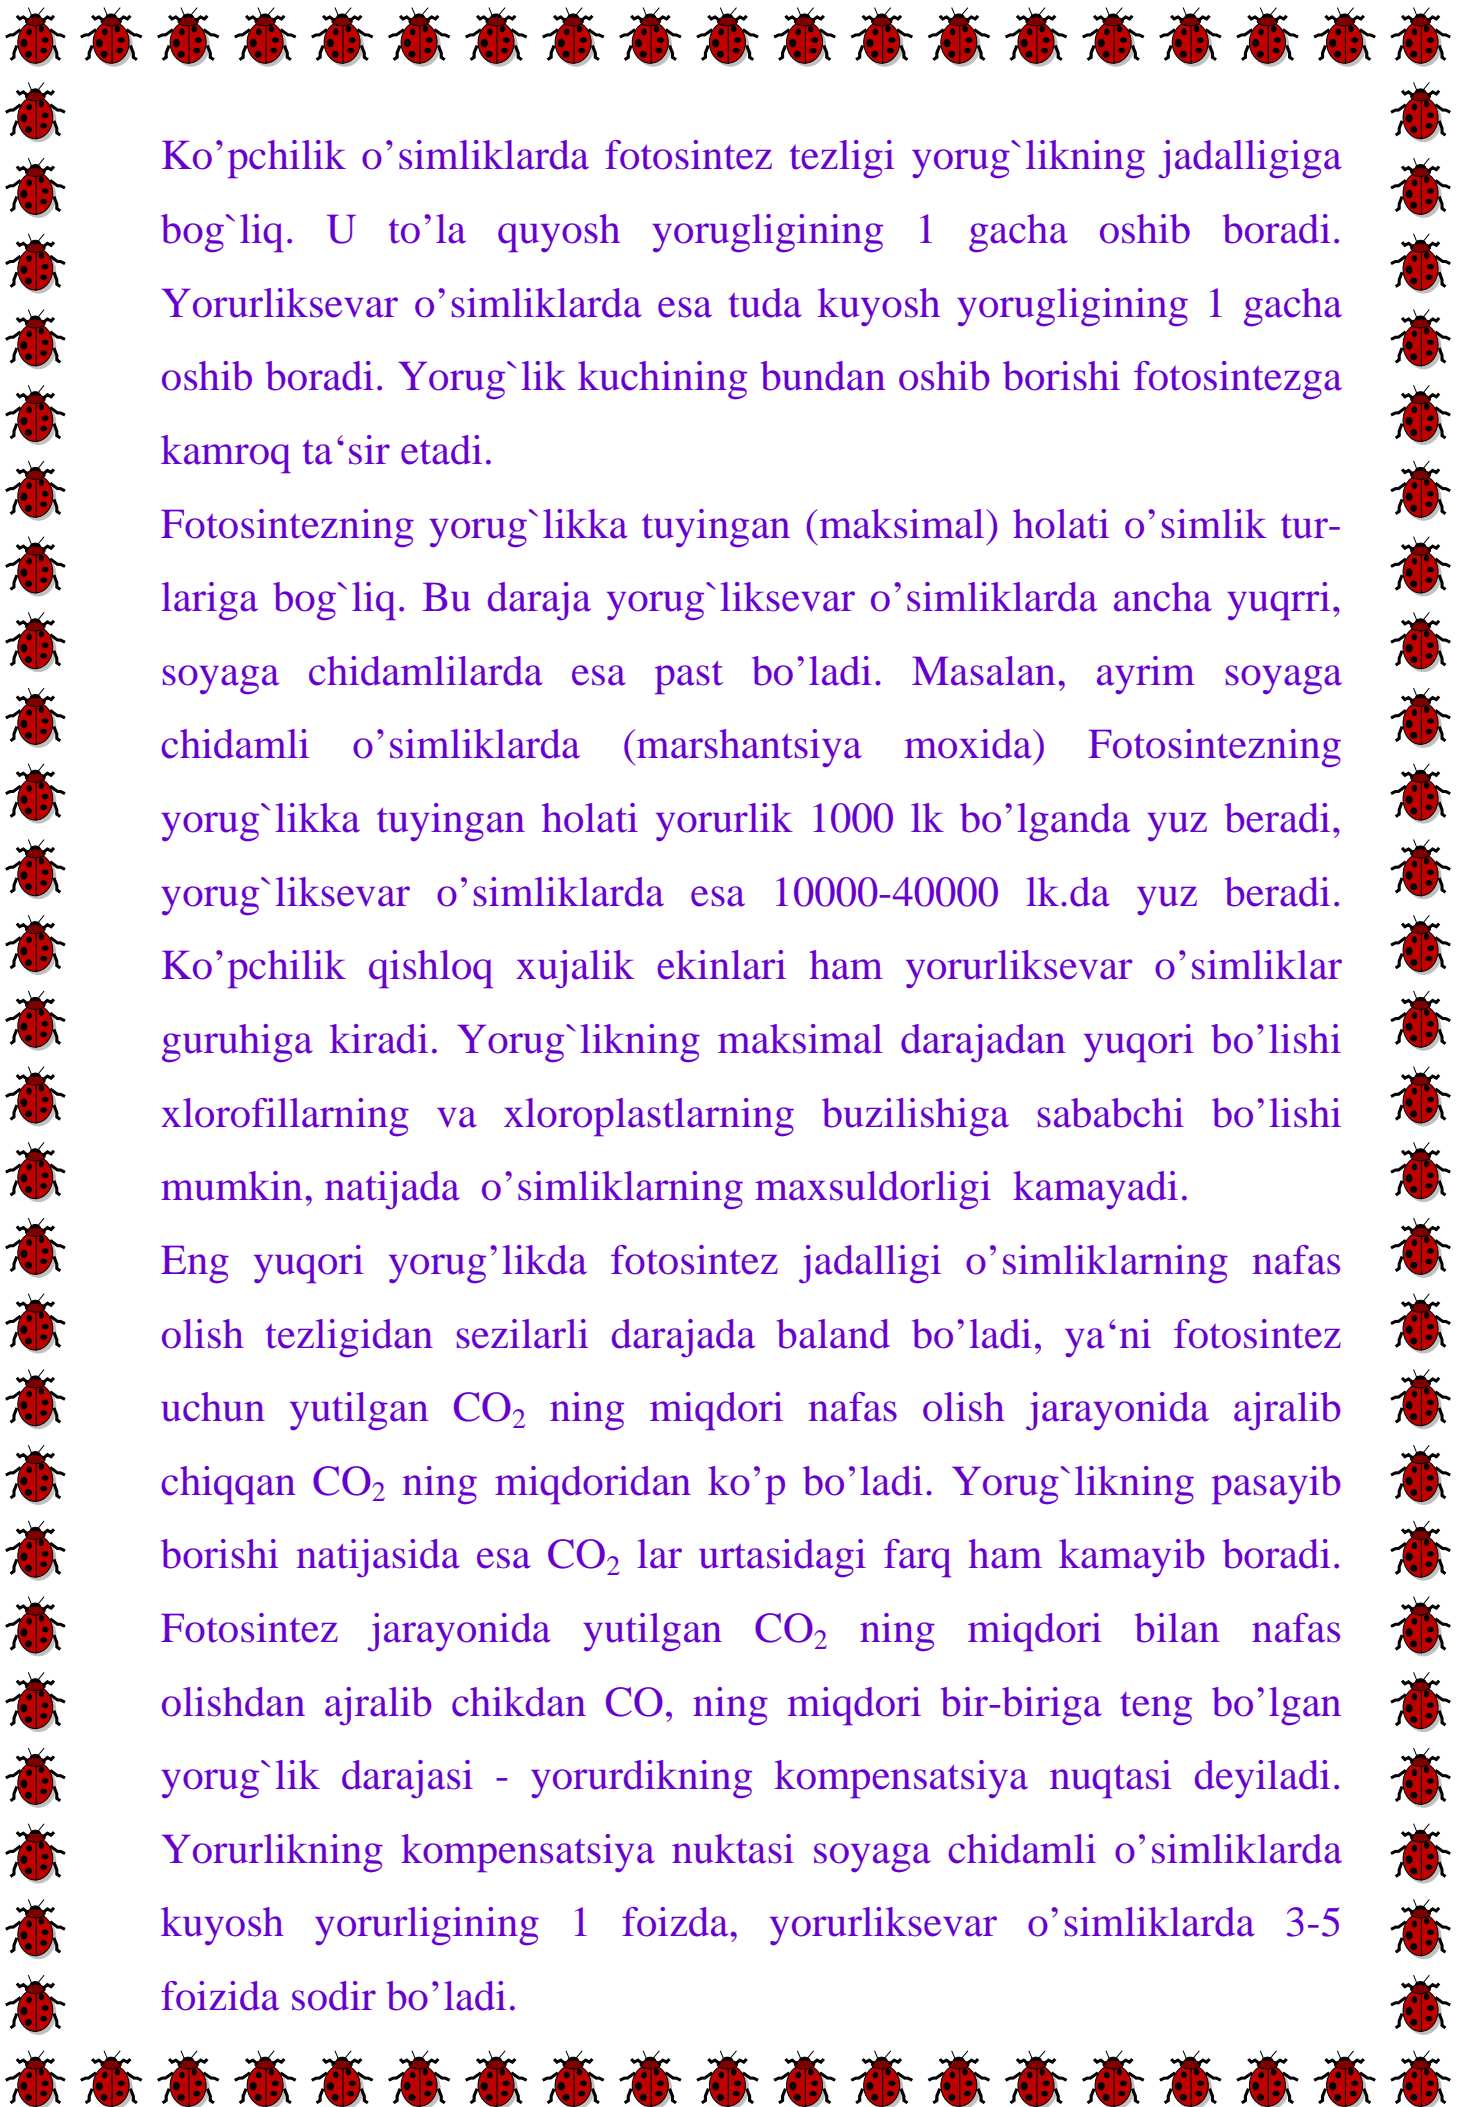 Ko’pchilik o’simliklarda fotosintez tezligi yorug`likning jadalligiga
bog`liq. U to’la quyosh yorugligining 1 gacha oshib boradi.
Yorurliksevar o’simliklarda esa tuda kuyosh yorugligining 1 gacha
oshib boradi. Yorug`lik kuchining bundan oshib borishi fotosintezga
kamroq ta‘sir etadi.
Fotosintezning yorug`likka tuyingan (maksimal) holati o’simlik tur-
lariga bog`liq. Bu daraja yorug`liksevar o’simliklarda ancha yuqrri,
soyaga chidamlilarda esa past bo’ladi. Masalan, ayrim soyaga
chidamli o’simliklarda (marshantsiya moxida) Fotosintezning
yorug`likka tuyingan holati yorurlik 1000 lk bo’lganda yuz beradi,
yorug`liksevar o’simliklarda esa 10000-40000 lk.da yuz beradi.
Ko’pchilik qishloq xujalik ekinlari ham yorurliksevar o’simliklar
guruhiga kiradi. Yorug`likning maksimal darajadan yuqori bo’lishi
xlorofillarning va xloroplastlarning buzilishiga sababchi bo’lishi
mumkin, natijada o’simliklarning maxsuldorligi kamayadi.
Eng yuqori yorug’likda fotosintez jadalligi o’simliklarning nafas
olish tezligidan sezilarli darajada baland bo’ladi, ya‘ni fotosintez
uchun yutilgan CO₂ ning miqdori nafas olish jarayonida ajralib
chiqqan CO₂ ning miqdoridan ko’p bo’ladi. Yorug`likning pasayib
borishi natijasida esa CO₂ lar urtasidagi farq ham kamayib boradi.
Fotosintez jarayonida yutilgan CO₂ ning miqdori bilan nafas
olishdan ajralib chikdan CO, ning miqdori bir-biriga teng bo’lgan
yorug`lik darajasi - yorurdikning kompensatsiya nuqtasi deyiladi.
Yorurlikning kompensatsiya nuktasi soyaga chidamli o’simliklarda
kuyosh yorurligining 1 foizda, yorurliksevar o’simliklarda 3-5
foizida sodir bo’ladi.